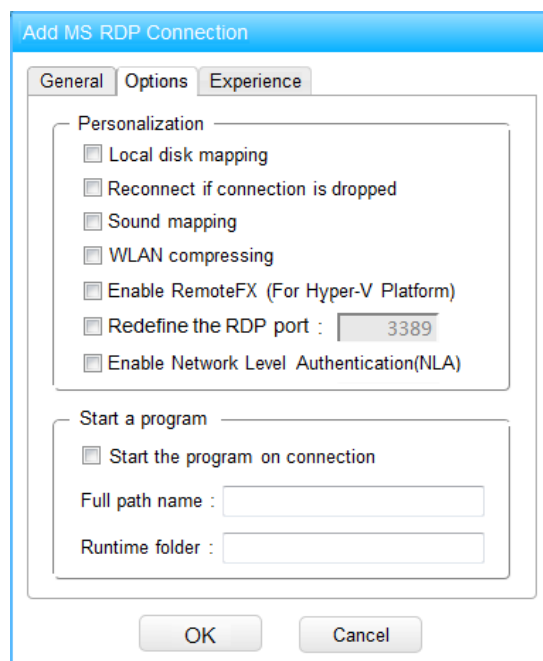 Add MS RDP Connection
General Options Experience
Personalization
Local disk mapping
Reconnect if connection is dropped
Sound mapping
WLAN compressing
Enable RemoteFX (For Hyper-V Platform)
Redefine the RDP port : 3389
Enable Network Level Authentication(NLA)
Start a program
Start the program on connection
Full path name :
Runtime folder :
OK Cancel